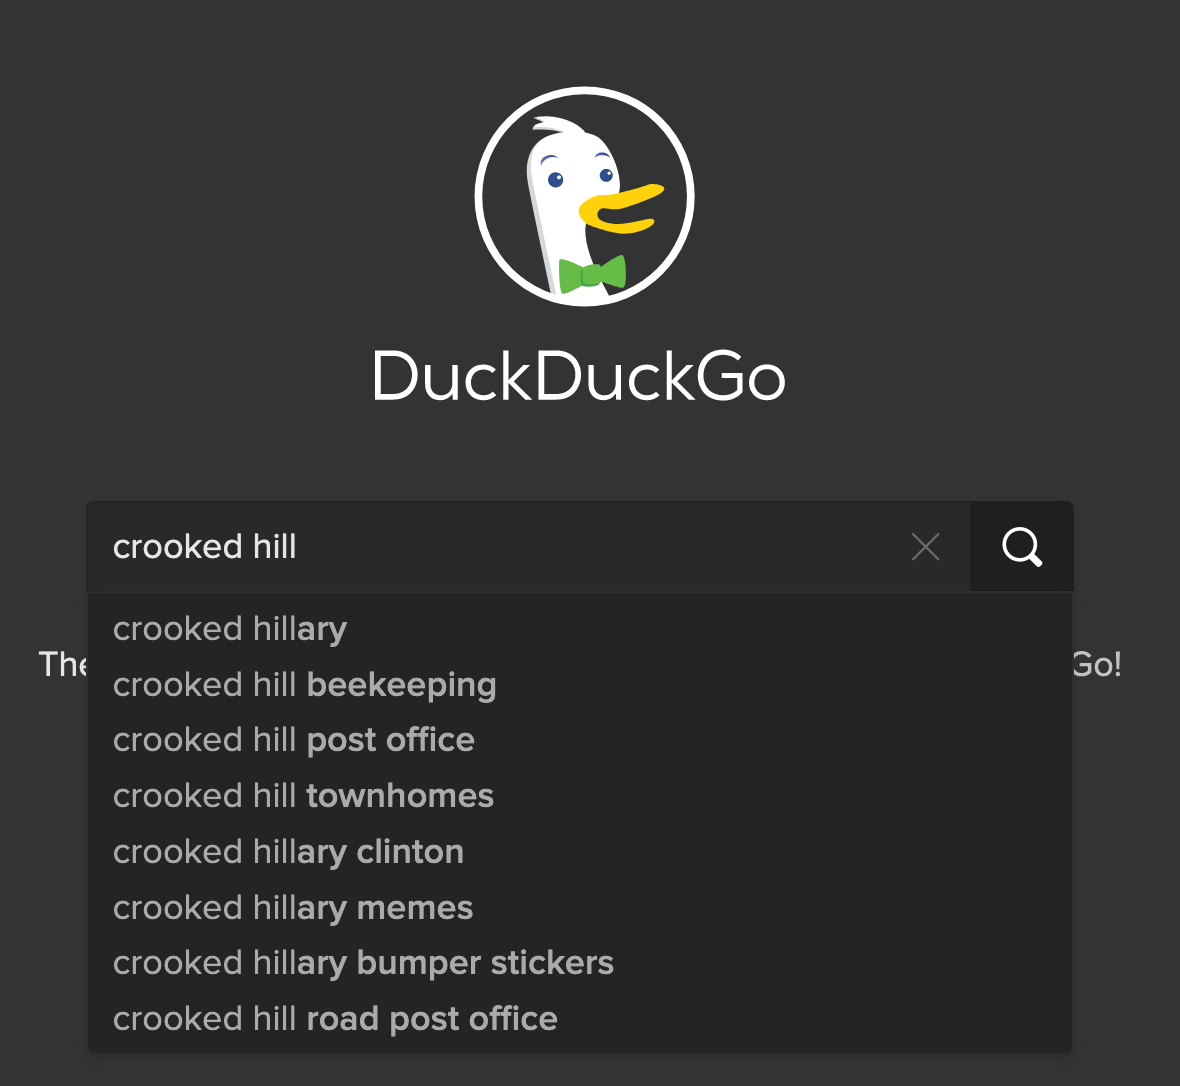 DuckDuckGo
crooked hill
crooked hillary
The
Go!
crooked hill beekeeping
crooked hill post office
crooked hill townhomes
crooked hillary clinton
crooked hillary memes
crooked hillary bumper stickers
crooked hill road post office